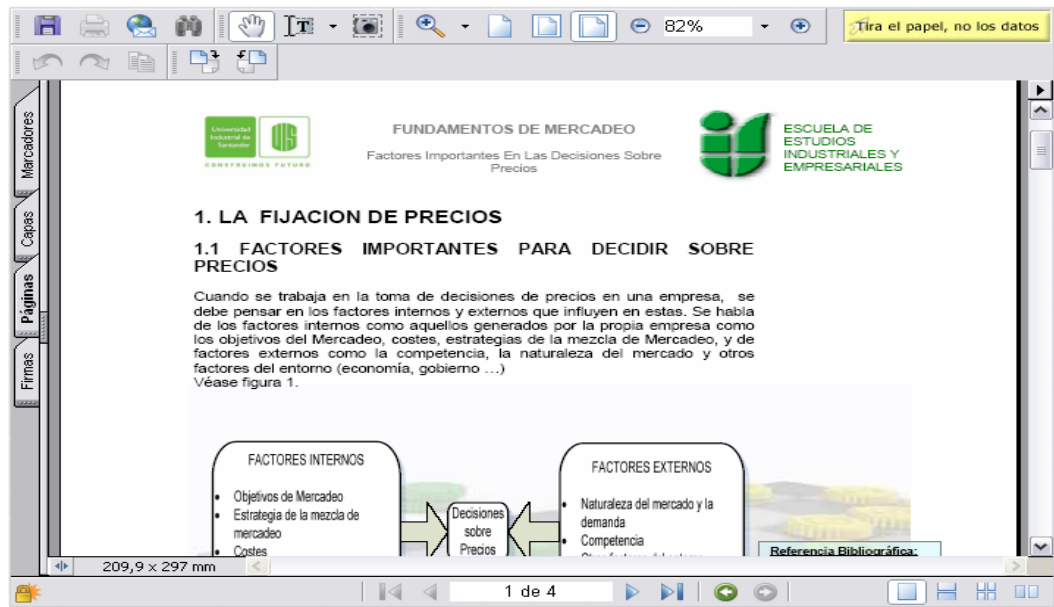 82%
Tira el papel, no los datos
Marcadores
Capas
Páginas
Firmas
Universidad
Industrial de
Santander
UIS
CONSTRUIMOS FUTURO
FUNDAMENTOS DE MERCADEO
Factores Importantes En Las Decisiones Sobre
Precios
ESCUELA DE
ESTUDIOS
INDUSTRIALES Y
EMPRESARIALES
1. LA FIJACION DE PRECIOS
1.1 FACTORES IMPORTANTES PARA DECIDIR SOBRE
PRECIOS
Cuando se trabaja en la toma de decisiones de precios en una empresa, se
debe pensar en los factores internos y externos que influyen en estas. Se habla
de los factores internos como aquellos generados por la propia empresa como
los objetivos del Mercadeo, costes, estrategias de la mezcla de Mercadeo, y de
factores externos como la competencia, la naturaleza del mercado y otros
factores del entorno (economía, gobierno ...)
Véase figura 1.
FACTORES INTERNOS
• Objetivos de Mercadeo
• Estrategia de la mezcla de
mercadeo
• Costes
Decisiones
sobre
Precios
FACTORES EXTERNOS
• Naturaleza del mercado y la
demanda
• Competencia
Referencia Bibliográfica:
209,9 x 297 mm
1 de 4